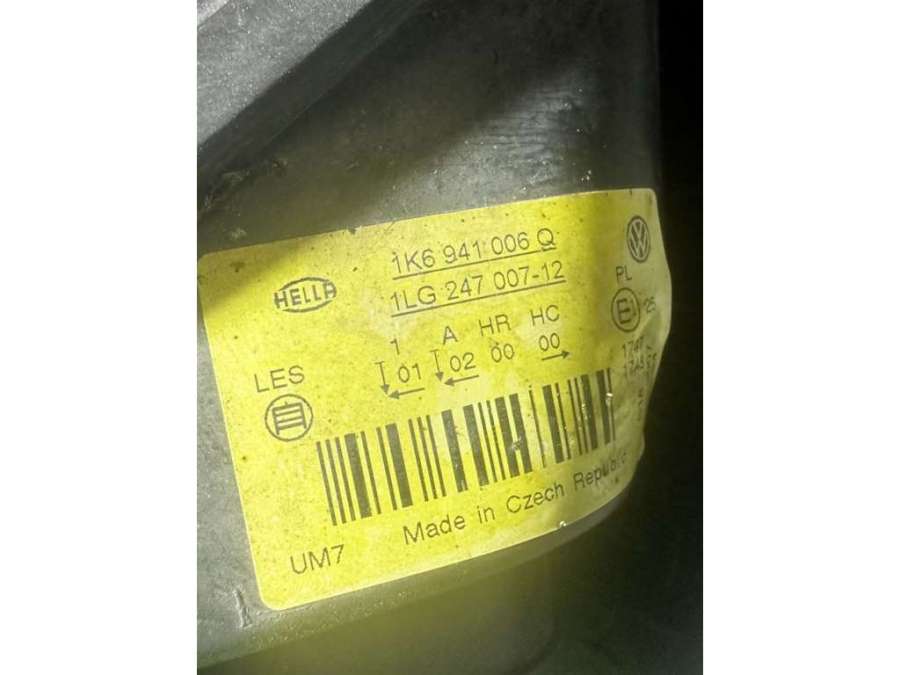 1K6 941 006 Q
1LG 247 007-12
HELLA
PL
E1
1 A HR HC
01 02 00 00
LES
Made in Czech
UM7